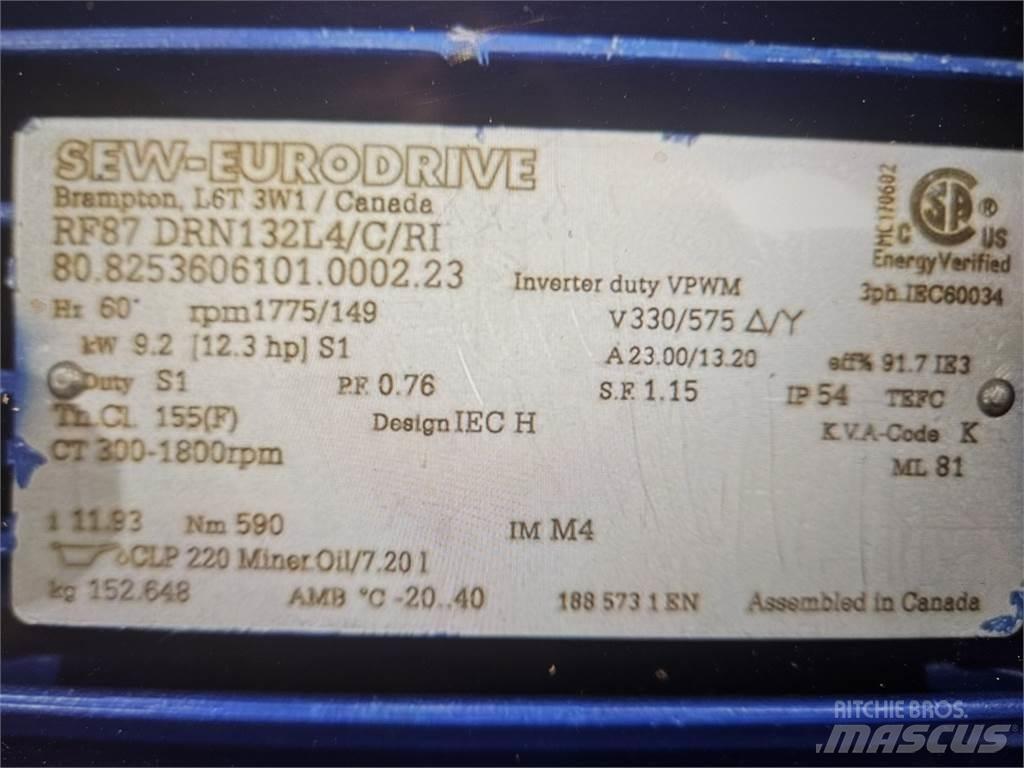 SEW-EURODRIVE
Brampton, L6T 3W1 / Canada
RF87 DRN132L4/C/RI
80.8253606101.0002.23
Inverter duty VPWM
EMC170602
CSA ®
C US
Energy Verified
3ph. IEC60034
Hz 60 rpm 1775/149 V 330/575 Δ/Y
kW 9.2 [12.3 hp] S1 A 23.00/13.20 eff% 91.7 IE3
Duty S1 P.F. 0.76 S.F. 1.15 IP 54 TEFC
Th.Cl. 155(F) Design IEC H K.V.A-Code K
CT 300-1800rpm ML 81
i 11.93 Nm 590 IM M4
CLP 220 Miner.Oil/7.20 l
kg 152.648 AMB °C -20..40 188 573 1 EN Assembled in Canada
RITCHIE BROS.
MASCUS